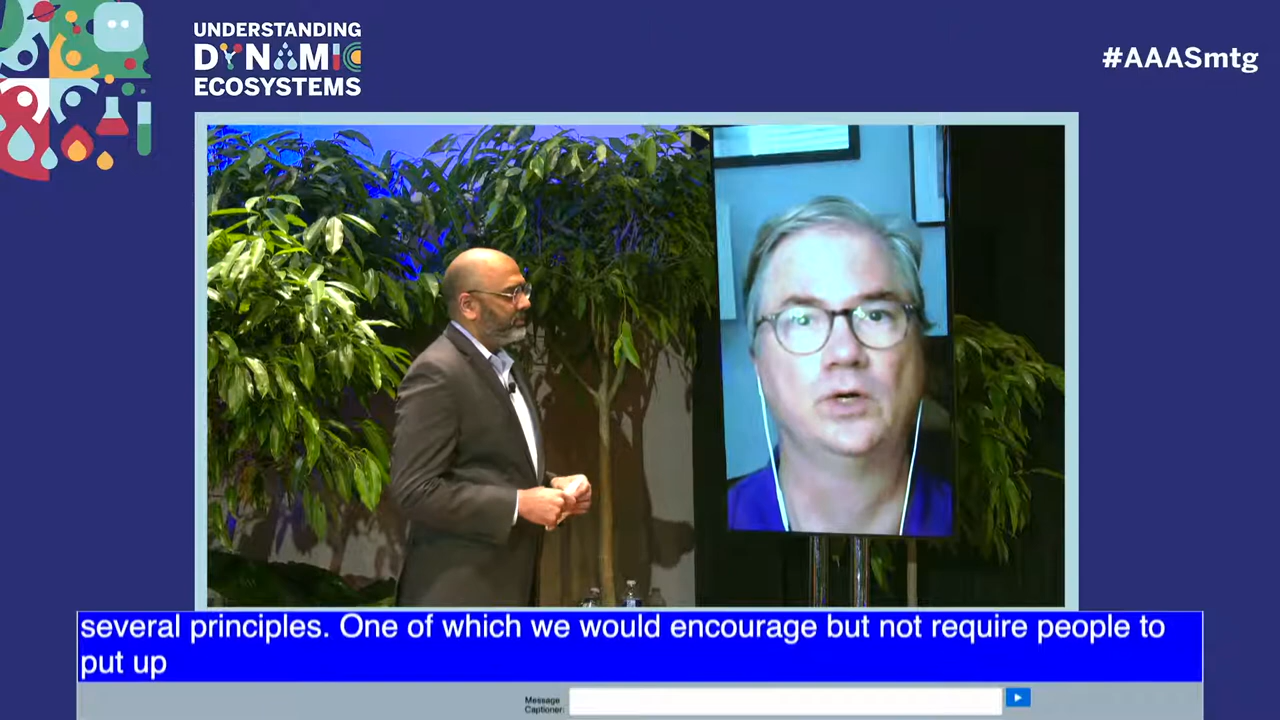 UNDERSTANDING
DYNAMIC
ECOSYSTEMS
#AAASmtg
several principles. One of which we would encourage but not require people to
put up
Message
Captioner: